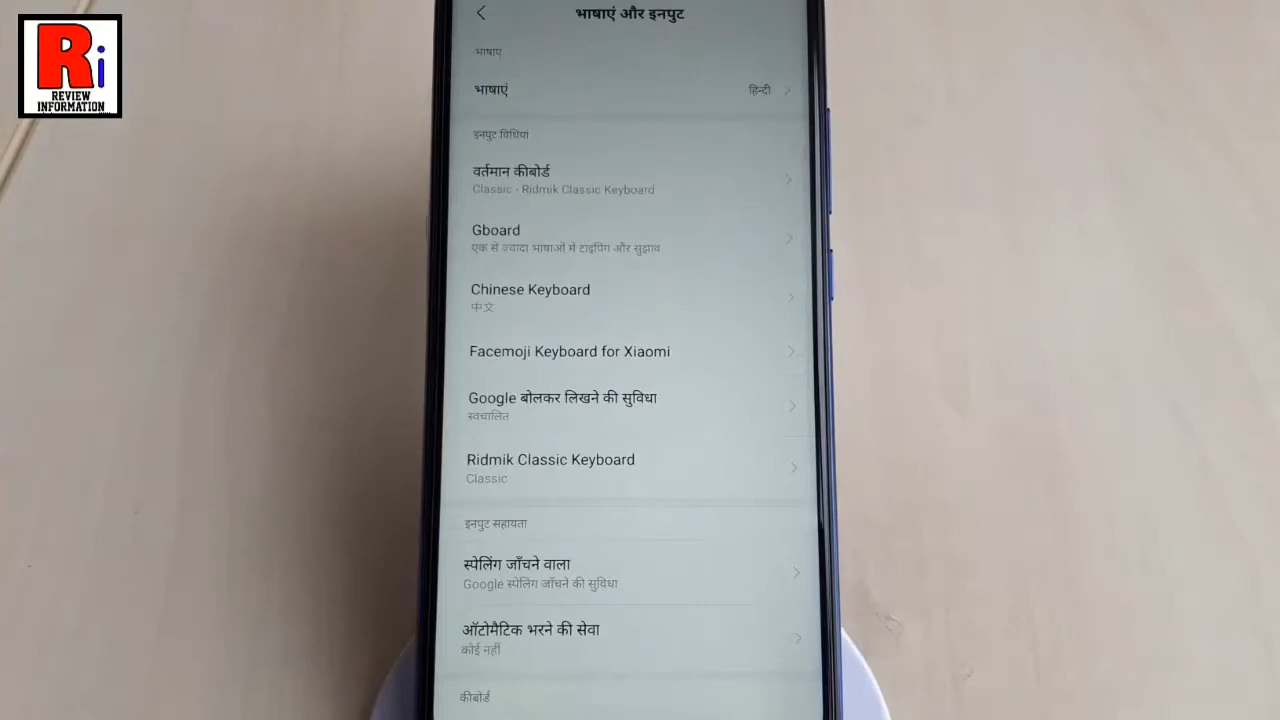 Ri
REVIEW
INFORMATION
भाषाएं और इनपुट
भाषाएं
भाषाएं
हिन्दी
इनपुट विधियां
वर्तमान कीबोर्ड
Classic - Ridmik Classic Keyboard
Gboard
एक से ज़्यादा भाषाओं में टाइपिंग और सुझाव
Chinese Keyboard
中文
Facemoji Keyboard for Xiaomi
Google बोलकर लिखने की सुविधा
स्वचालित
Ridmik Classic Keyboard
Classic
इनपुट सहायता
स्पेलिंग जाँचने वाला
Google स्पेलिंग जाँचने की सुविधा
ऑटोमैटिक भरने की सेवा
कोई नहीं
कीबोर्ड